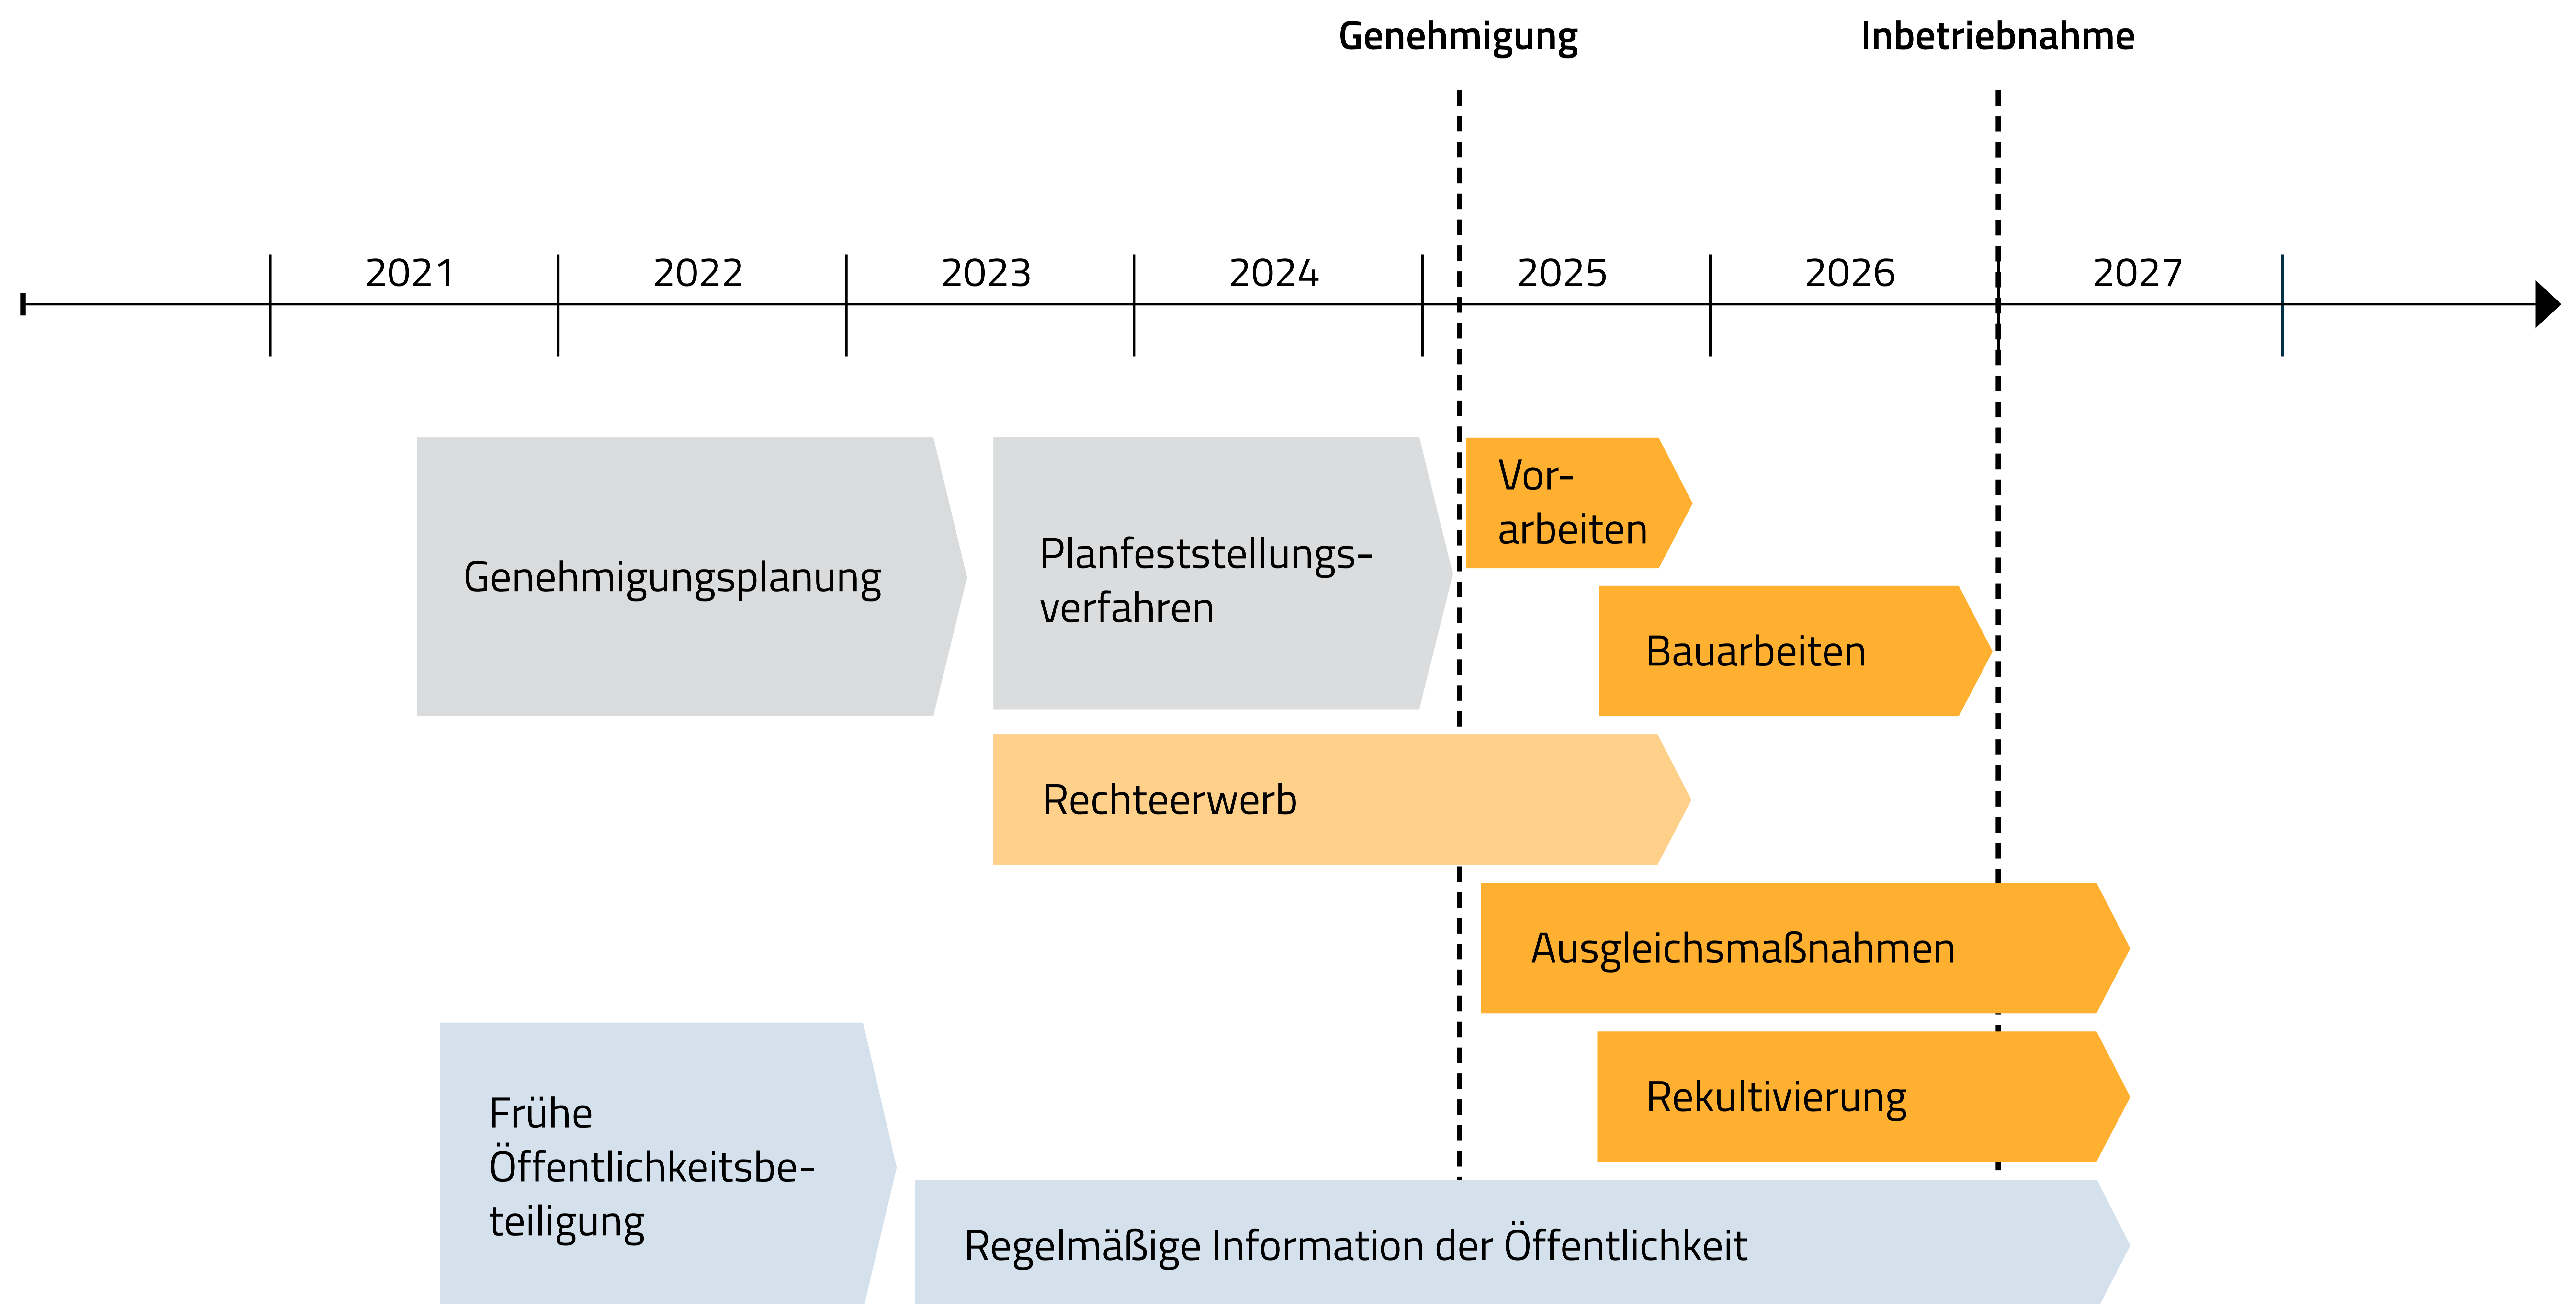 Genehmigung
Inbetriebnahme
2021
2022
2023
2024
2025
2026
2027
Genehmigungsplanung
Planfeststellungs-
verfahren
Vor-
arbeiten
Bauarbeiten
Rechteerwerb
Ausgleichsmaßnahmen
Rekultivierung
Frühe
Öffentlichkeitsbe-
teiligung
Regelmäßige Information der Öffentlichkeit